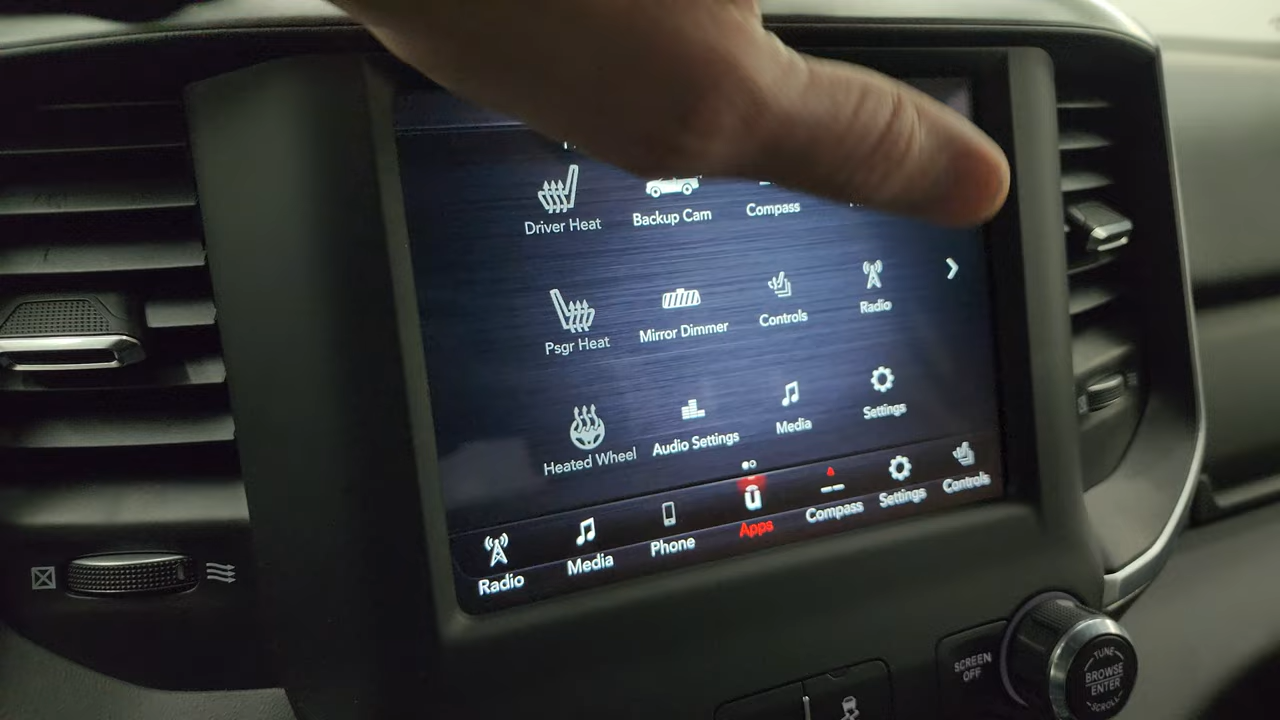 Driver Heat
Backup Cam
Compass
Psgr Heat
Mirror Dimmer
Controls
Radio
Heated Wheel
Audio Settings
Media
Settings
Radio
Media
Phone
Apps
Compass
Settings
Controls
SCREEN
OFF
TUNE
BROWSE
ENTER
SCROLL